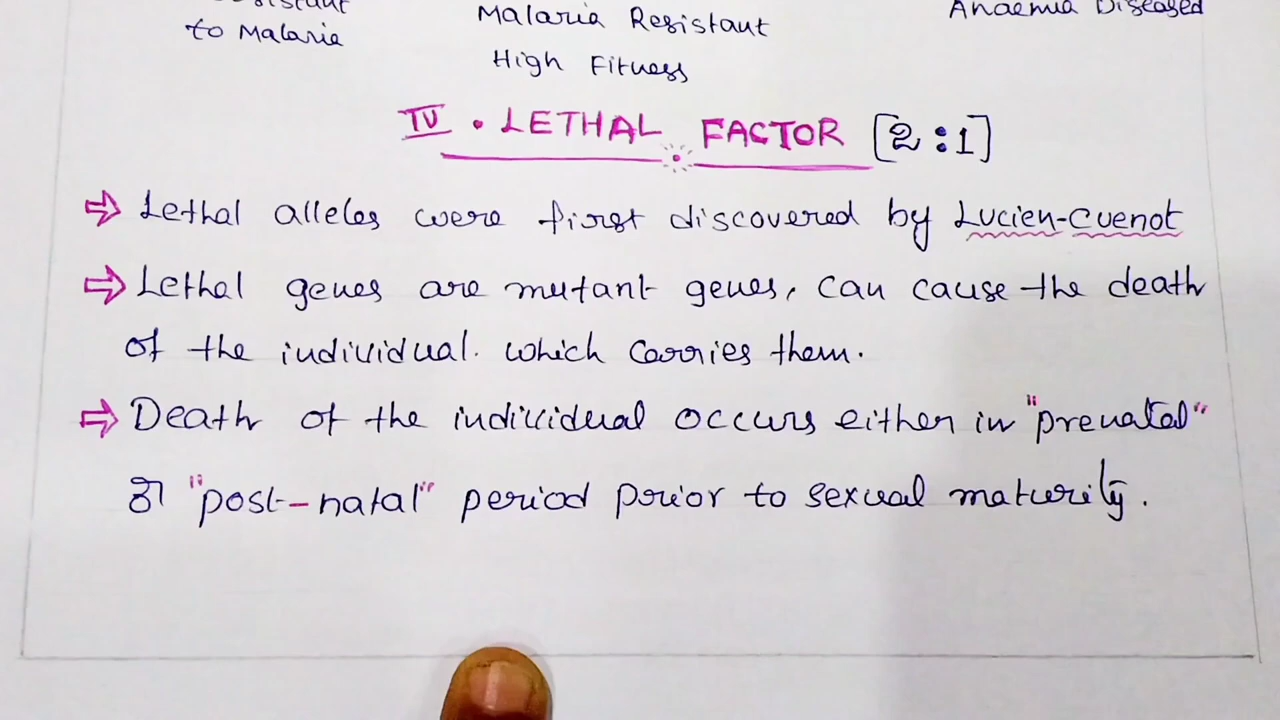 to Malaria
Malaria Resistant
High Fitness
Anaemia Diseased
IV . LETHAL FACTOR [2:1]
⇒ Lethal alleles were first discovered by Lucien-Cuenot
⇒ Lethal genes are mutant genes, can cause the death
of the individual. which carries them.
⇒ Death of the individual occurs either in "prenatal"
"post-natal" period prior to sexual maturity.